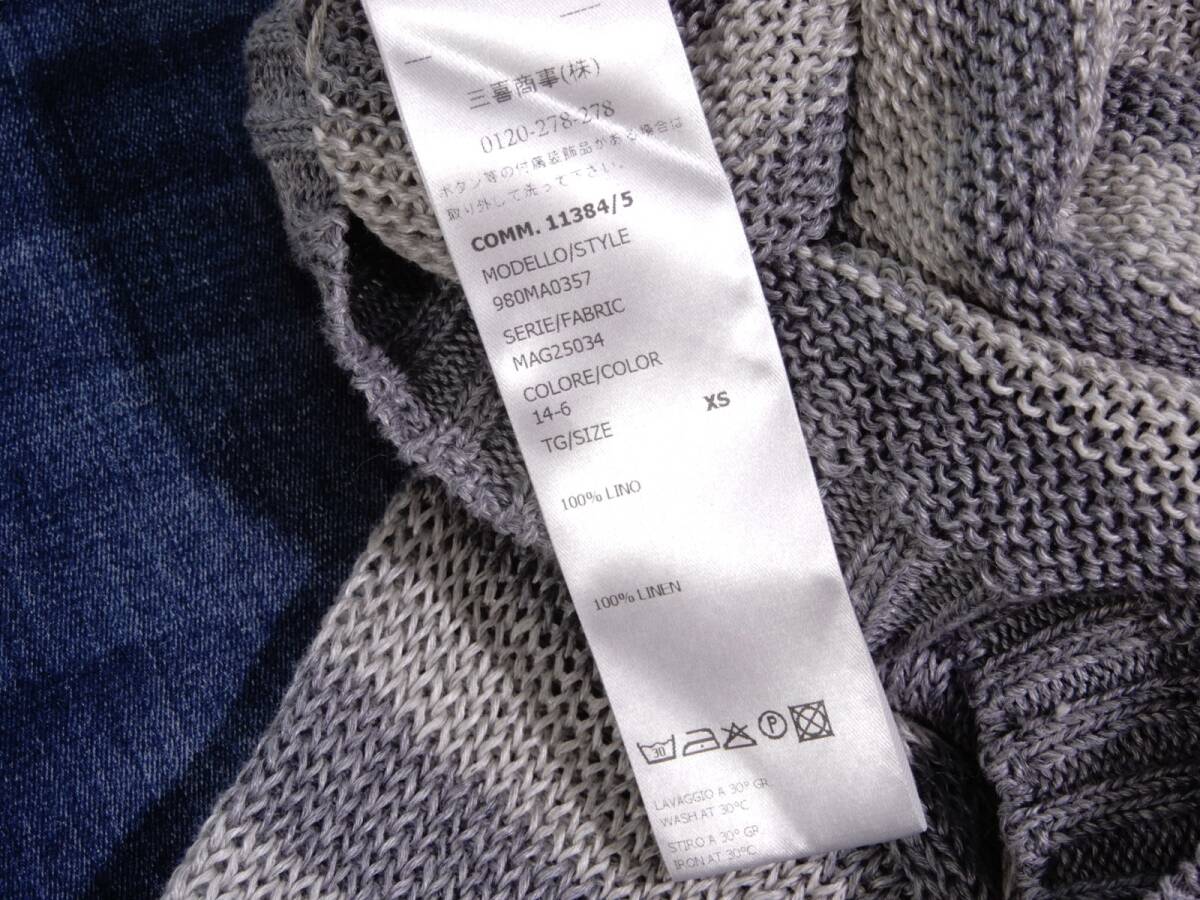 三喜商事(株)
0120-278-278
ボタン等の付属装飾品がある場合は
取り外して洗って下さい。
COMM. 11384/5
MODELLO/STYLE
980MA0357
SERIE/FABRIC
MAG25034
COLORE/COLOR
14-6
TG/SIZE XS
100% LINO
100% LINEN
30 P
LAVAGGIO A 30° GR
WASH AT 30°C
STIRO A 30° GR
IRON AT 30°C